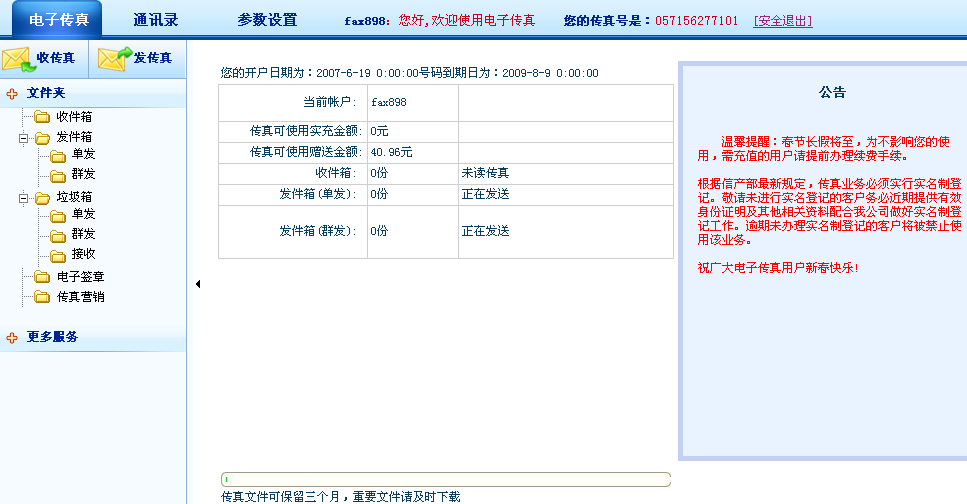 电子传真 通讯录 参数设置 fax898: 您好,欢迎使用电子传真 您的传真号是：057156277101 [安全退出]
收传真 发传真
文件夹
收件箱
发件箱
单发
群发
垃圾箱
单发
群发
接收
电子签章
传真营销
更多服务
您的开户日期为：2007-6-19 0:00:00号码到期日为：2009-8-9 0:00:00
当前帐户: fax898
传真可使用实充金额: 0元
传真可使用赠送金额: 40.96元
收件箱: 0份 未读传真
发件箱(单发): 0份 正在发送
发件箱(群发): 0份 正在发送
传真文件可保留三个月，重要文件请及时下载
公告
温馨提醒：春节长假将至，为不影响您的使
用，需充值的用户请提前办理续费手续。
根据信产部最新规定，传真业务必须实行实名制登
记。敬请未进行实名登记的客户务必近期提供有效
身份证明及其他相关资料配合我公司做好实名制登
记工作。逾期未办理实名制登记的客户将被禁止使
用该业务。
祝广大电子传真用户新春快乐!